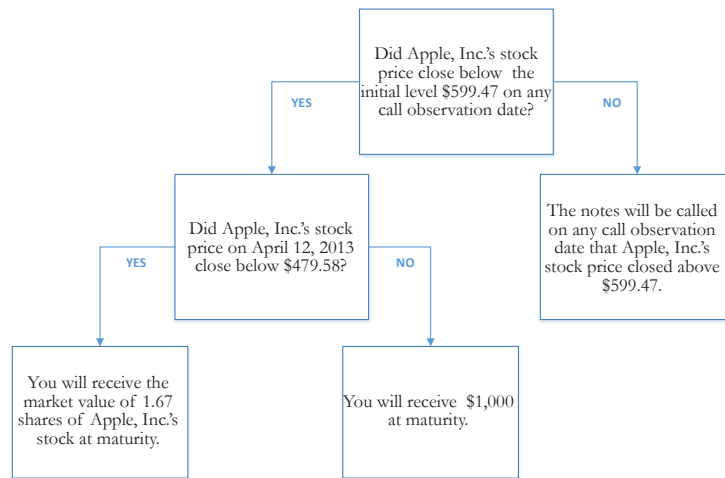 Did Apple, Inc.'s stock
price close below the
initial level $599.47 on any
call observation date?
YES
NO
Did Apple, Inc.'s stock
price on April 12, 2013
close below $479.58?
The notes will be called
on any call observation
date that Apple, Inc.'s
stock price closed above
$599.47.
YES
NO
You will receive the
market value of 1.67
shares of Apple, Inc.'s
stock at maturity.
You will receive $1,000
at maturity.